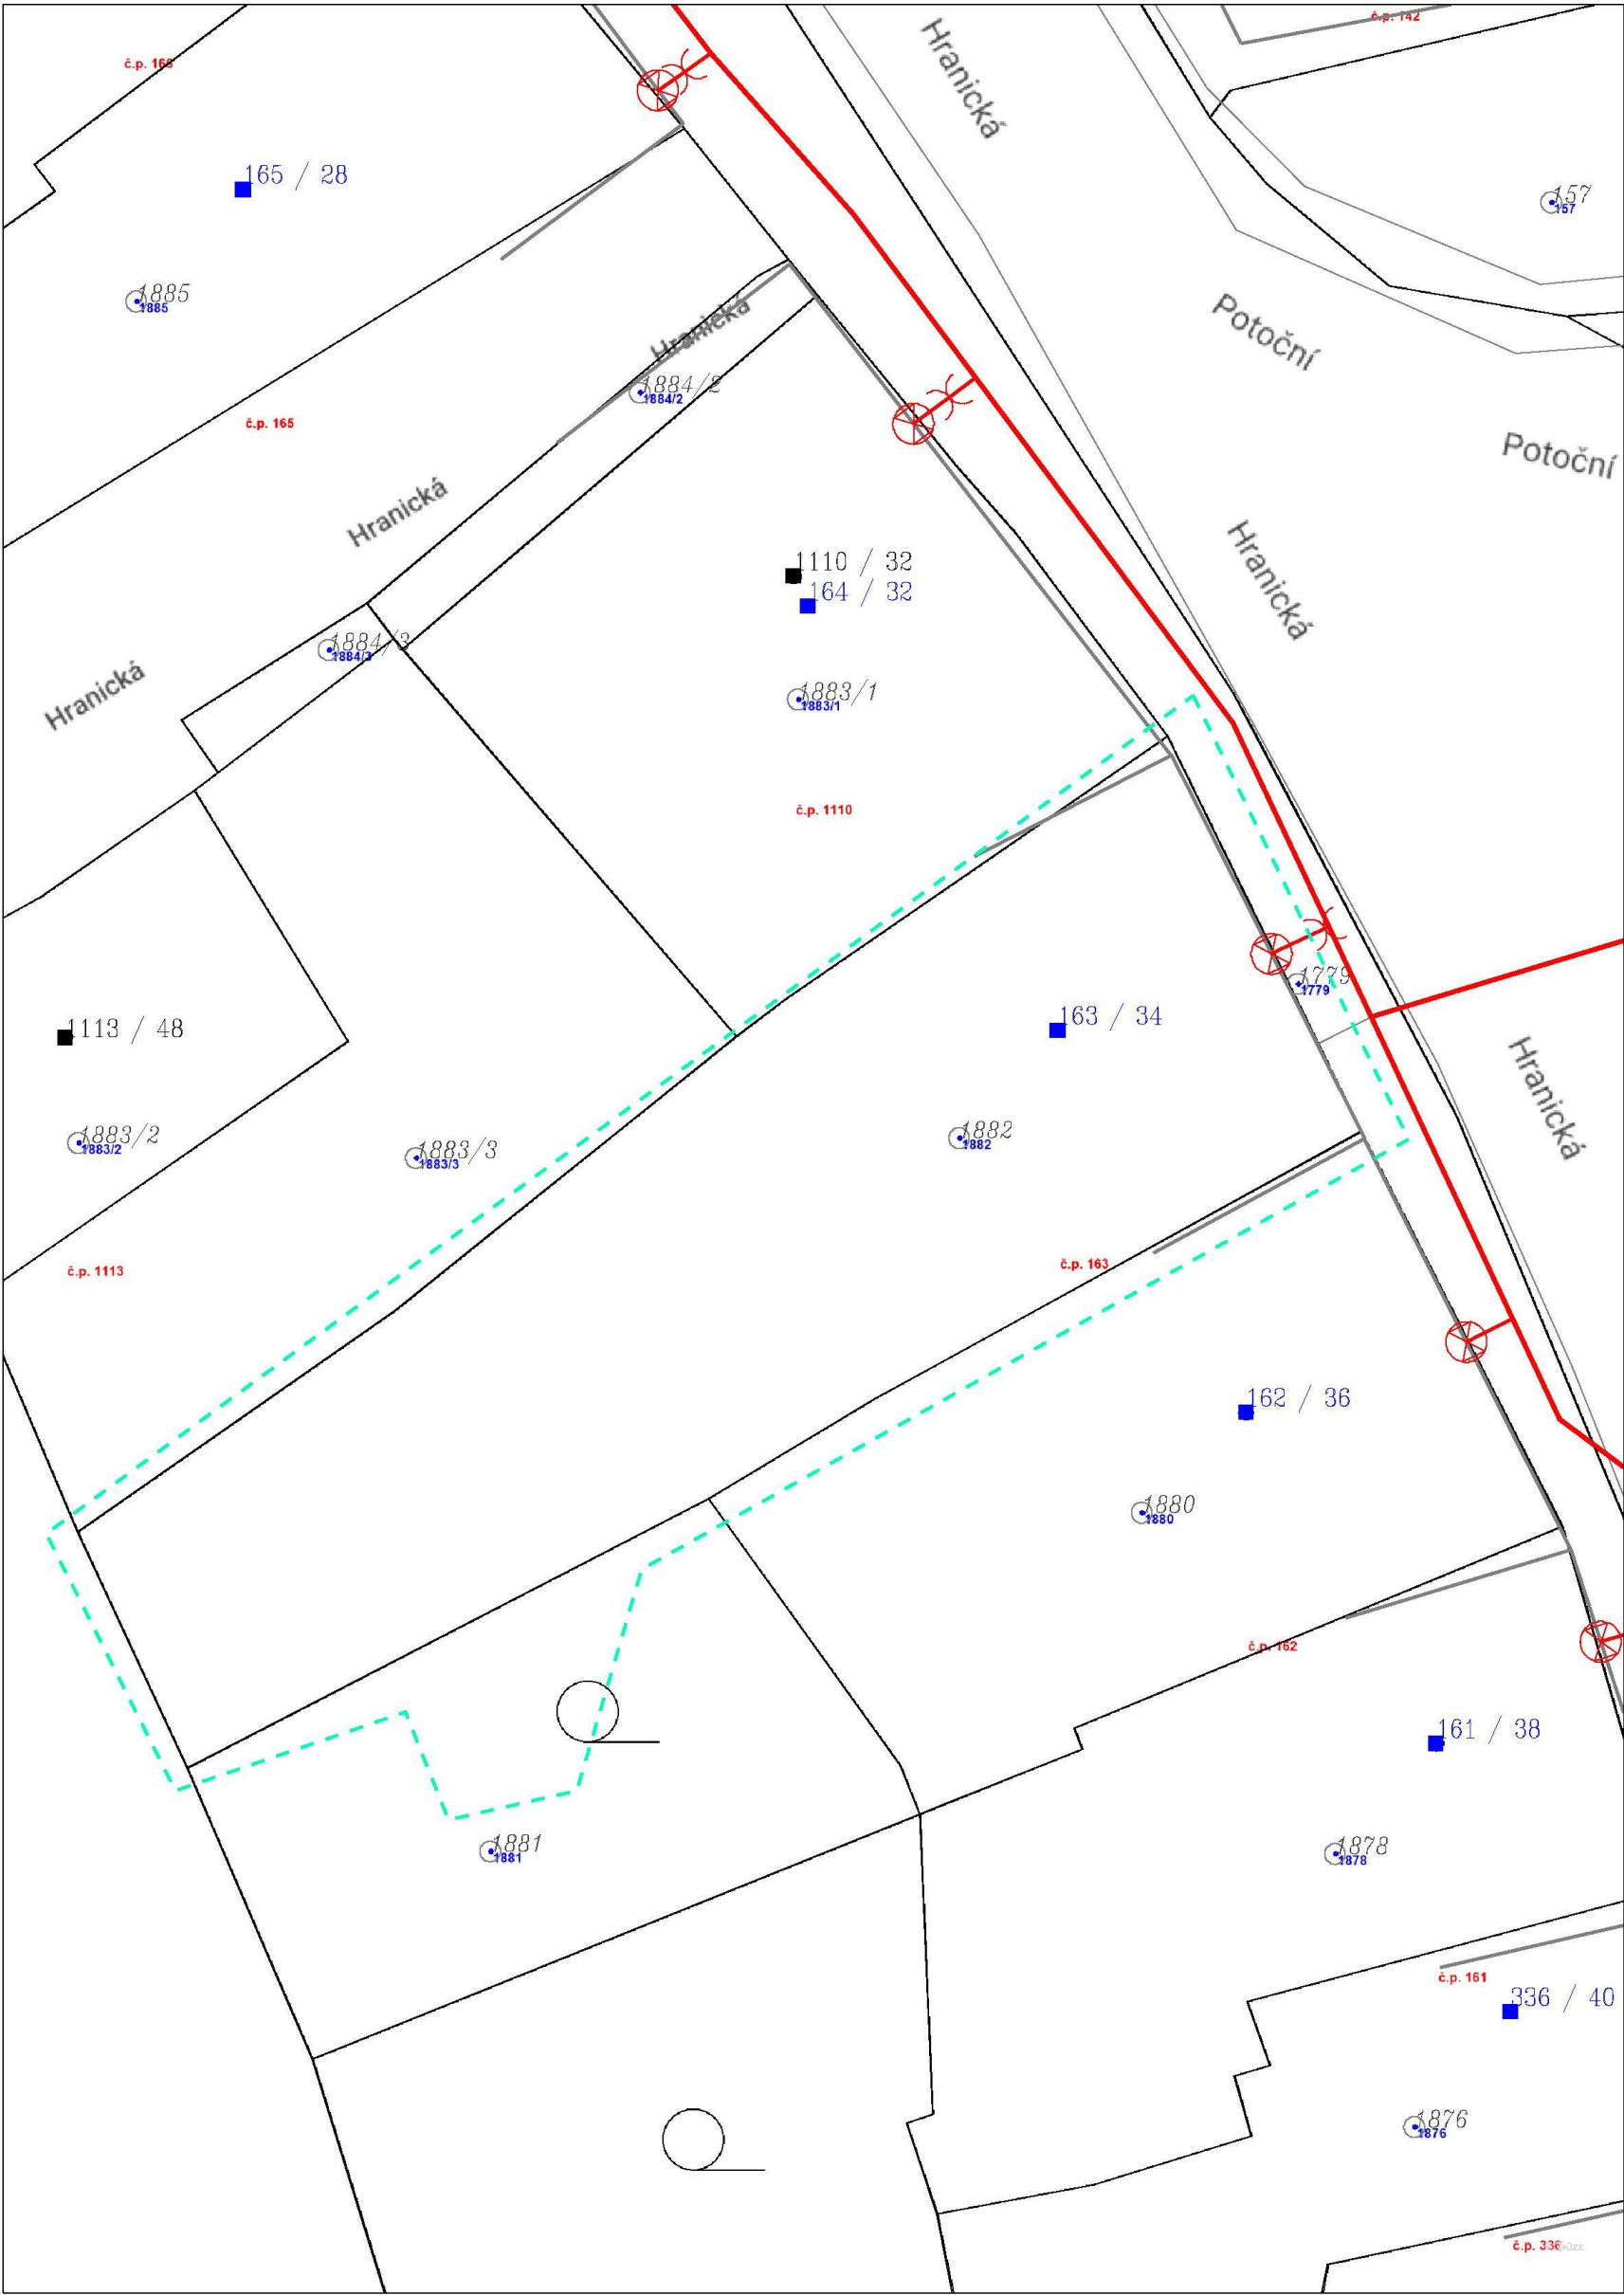 č.p. 142
Hranická
č.p. 166
165 / 28
157
157
1885
1885
Potoční
Hranická
1884/2
1884/2
č.p. 165
Potoční
Hranická
1110 / 32
164 / 32
Hranická
1884/3
1884/3
Hranická
1883/1
1883/1
č.p. 1110
1779
1779
163 / 34
1113 / 48
Hranická
1882
1882
1883/2
1883/2
1883/3
1883/3
č.p. 163
č.p. 1113
162 / 36
1880
1880
č.p. 162
161 / 38
1881
1881
1878
1878
č.p. 161
336 / 40
1876
1876
č.p. 336